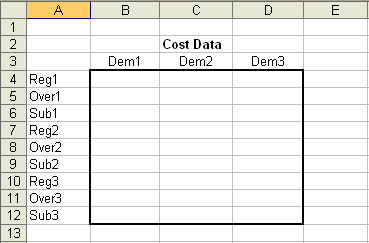 A B C D E
1
2 Cost Data
3 Dem1 Dem2 Dem3
4 Reg1
5 Over1
6 Sub1
7 Reg2
8 Over2
9 Sub2
10 Reg3
11 Over3
12 Sub3
13